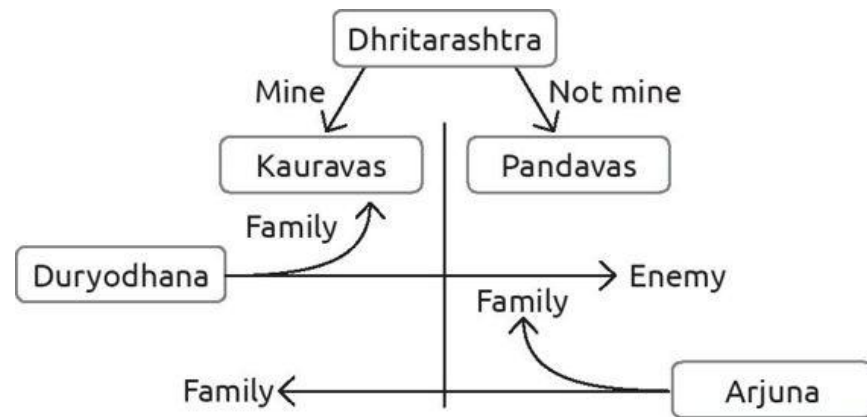 Dhritarashtra
Mine
Not mine
Kauravas
Pandavas
Family
Duryodhana
Enemy
Family
Family
Arjuna